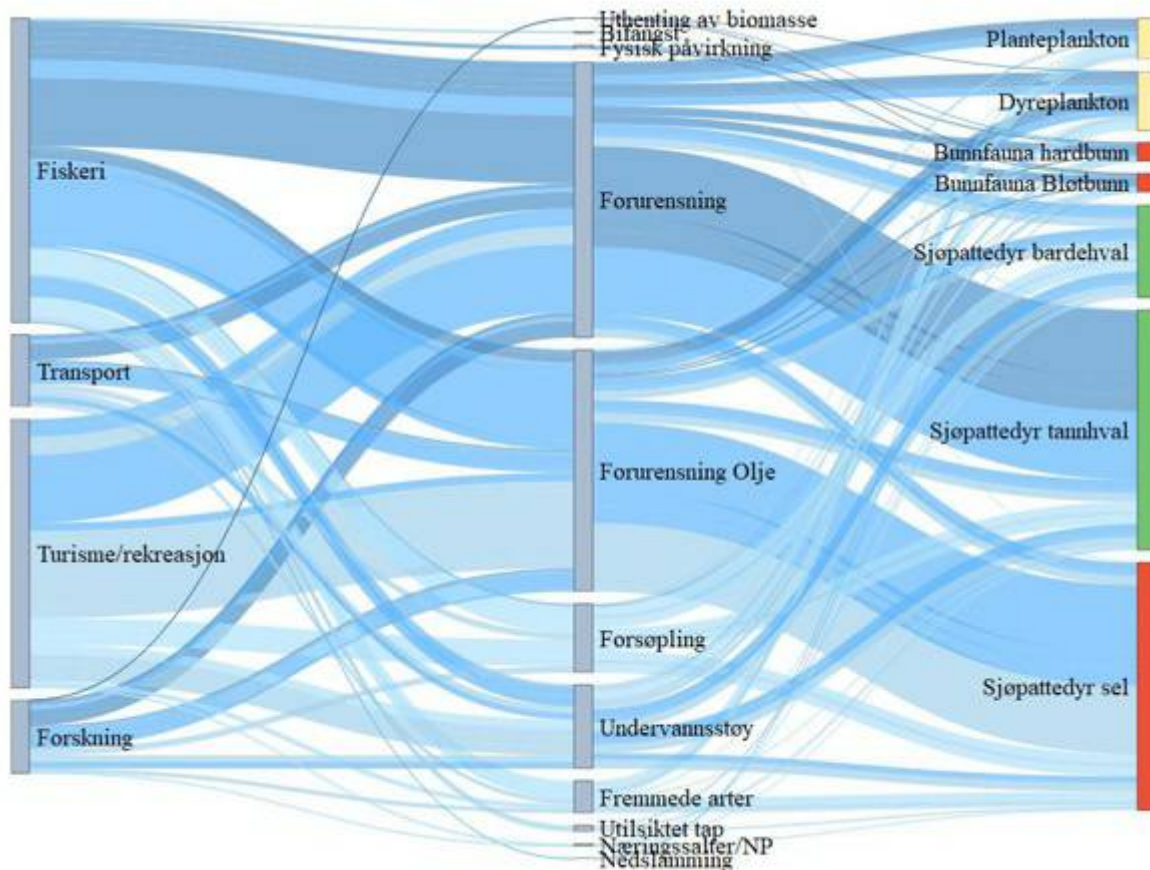 Fiskeri
Transport
Turisme/rekreasjon
Forskning
Uthenting av biomasse
Bifangst
Fysisk påvirkning
Forurensning
Forurensning Olje
Forsøpling
Undervannsstøy
Fremmede arter
Utilsiktet tap
Næringssalter/NP
Nedslamming
Planteplankton
Dyreplankton
Bunnfauna hardbunn
Bunnfauna Bløtbunn
Sjøpattedyr bardehval
Sjøpattedyr tannhval
Sjøpattedyr sel